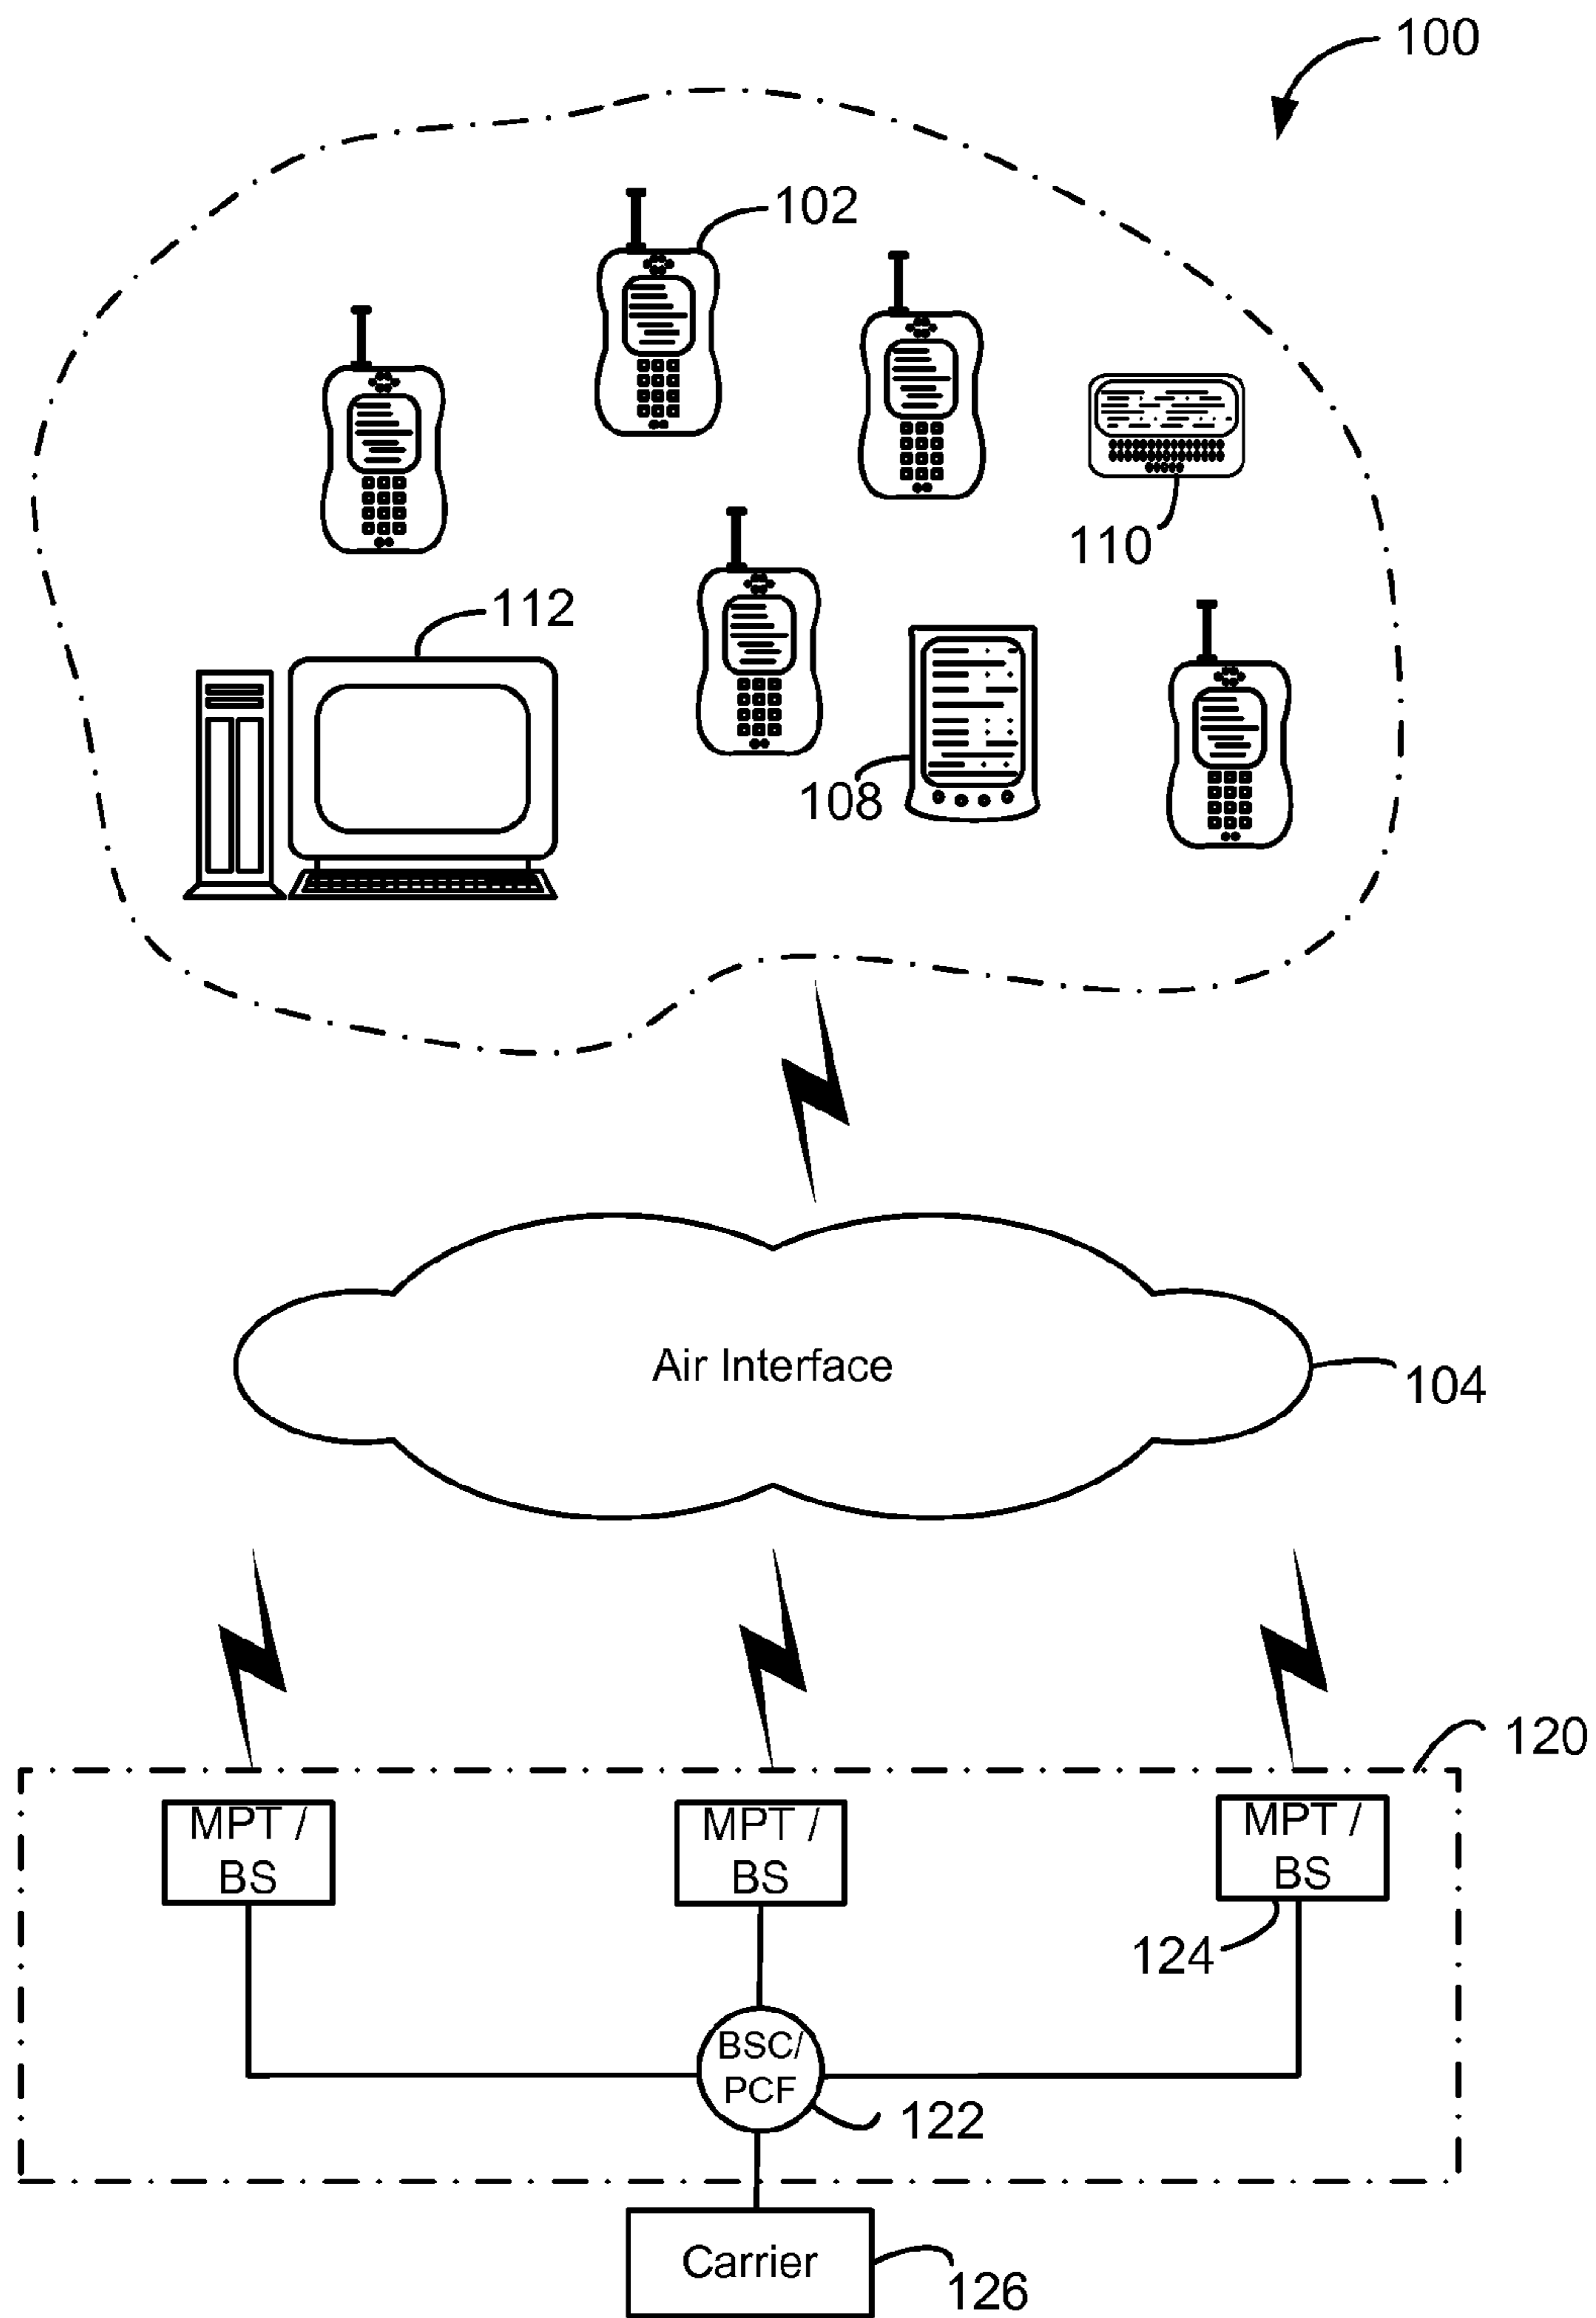 100
102
110
112
108
Air Interface
104
120
MPT /
BS
MPT /
BS
MPT /
BS
124
BSC/
PCF
122
Carrier
126